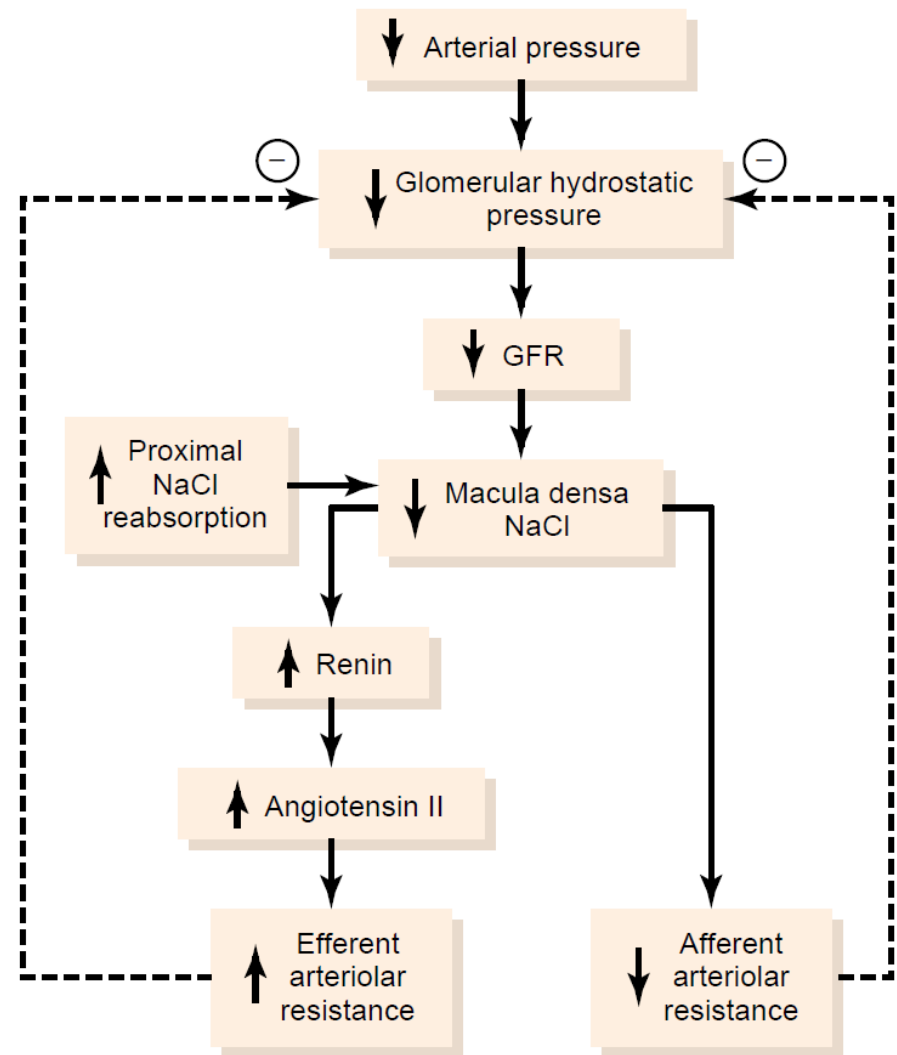 Arterial pressure
−
−
Glomerular hydrostatic
pressure
GFR
Proximal
NaCl
reabsorption
Macula densa
NaCl
Renin
Angiotensin II
Efferent
arteriolar
resistance
Afferent
arteriolar
resistance